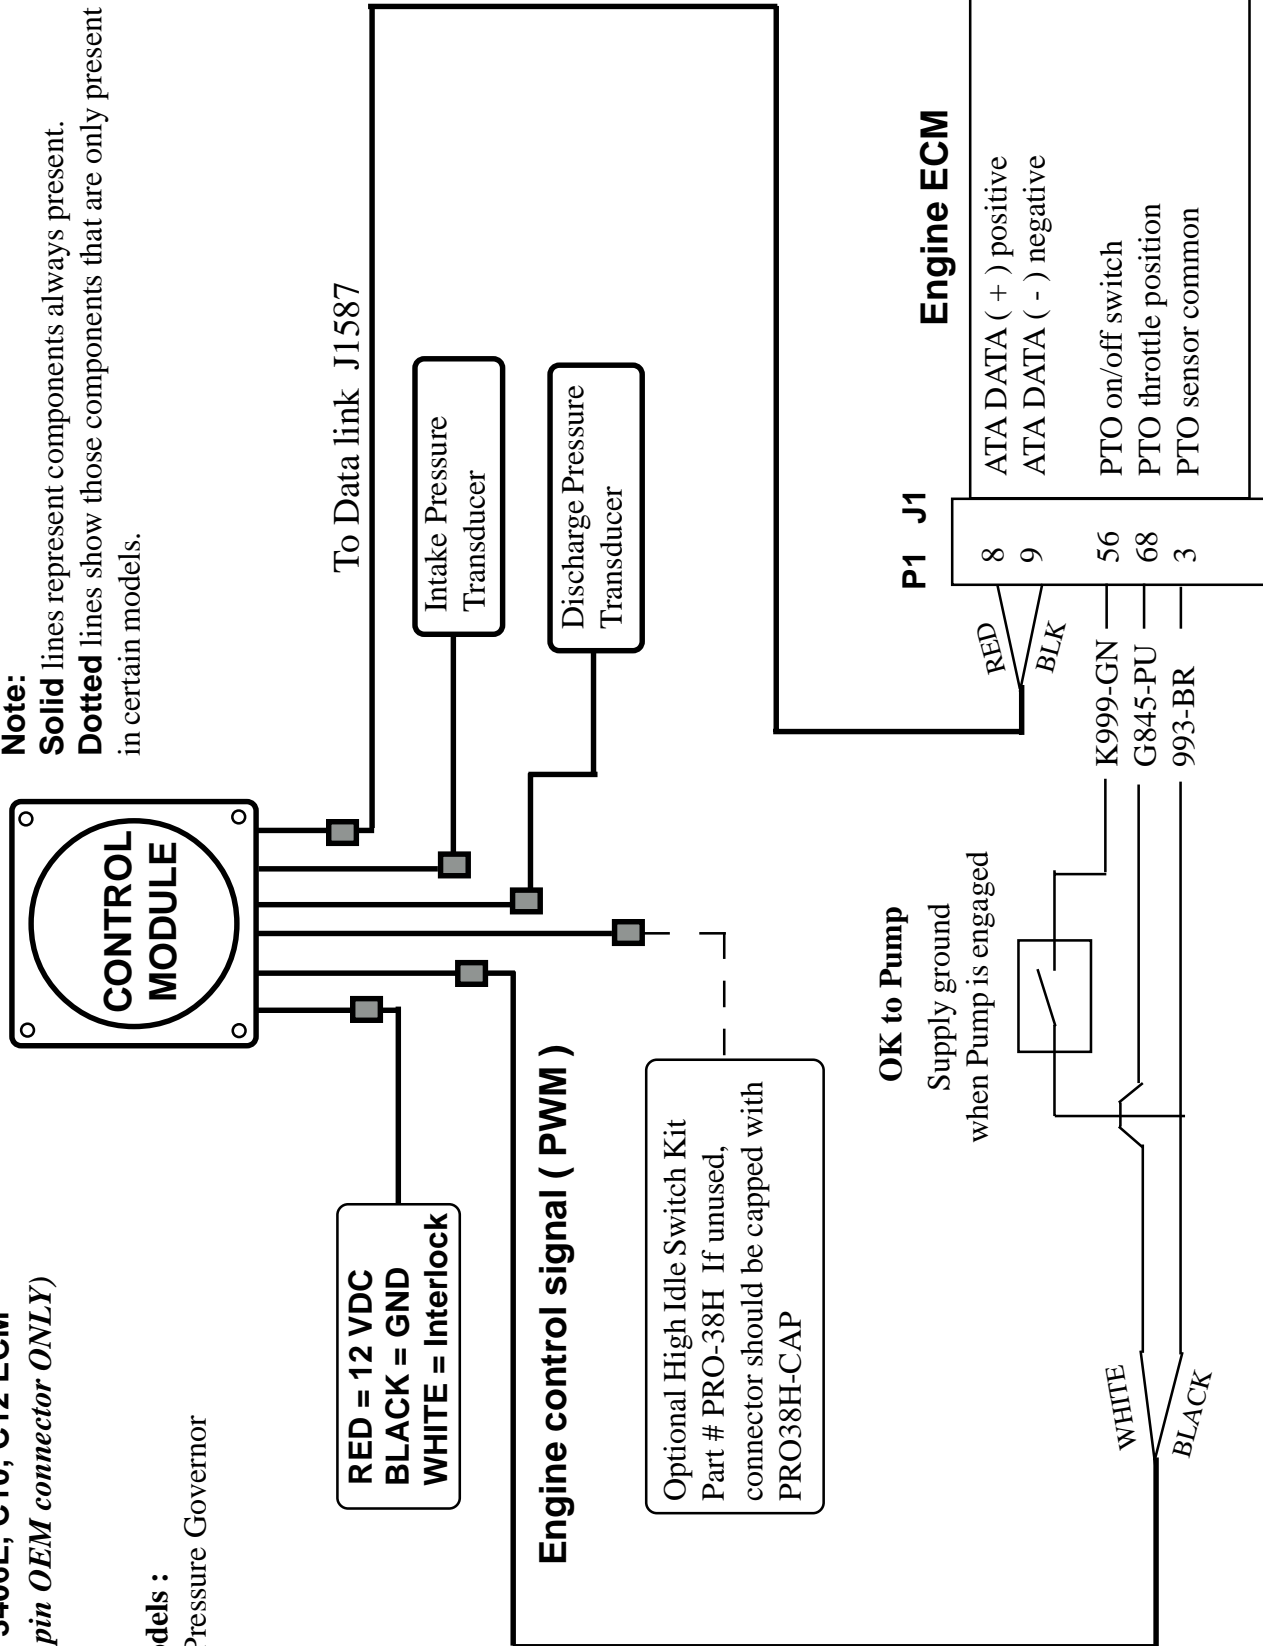 3406E, C10, C12 ECM
pin OEM connector ONLY)
Pressure Governor
Note:
Solid lines represent components always present.
Dotted lines show those components that are only present
in certain models.
CONTROL
MODULE
RED = 12 VDC
BLACK = GND
WHITE = Interlock
To Data link J1587
Intake Pressure
Transducer
Discharge Pressure
Transducer
Engine control signal ( PWM )
Optional High Idle Switch Kit
Part # PRO-38H If unused,
connector should be capped with
PRO38H-CAP
OK to Pump
Supply ground
when Pump is engaged
WHITE
BLACK
RED
BLK
K999-GN
G845-PU
993-BR
P1 J1
8
9
56
68
3
Engine ECM
ATA DATA ( + ) positive
ATA DATA ( - ) negative
PTO on/off switch
PTO throttle position
PTO sensor common